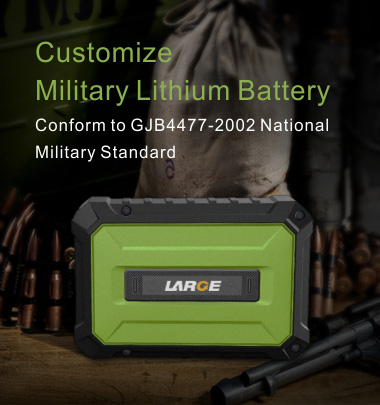 Customize
Military Lithium Battery
Conform to GJB4477-2002 National
Military Standard
LARGE